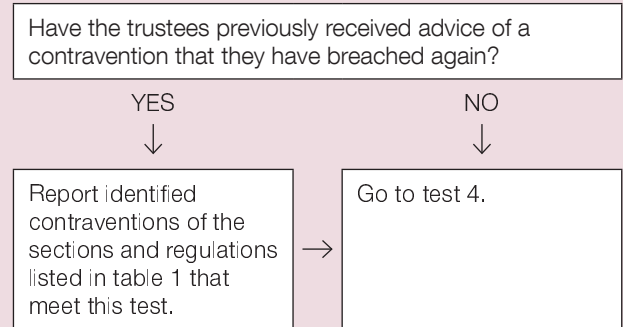 Have the trustees previously received advice of a
contravention that they have breached again?
YES
NO
Report identified
contraventions of the
sections and regulations
listed in table 1 that
meet this test.
Go to test 4.